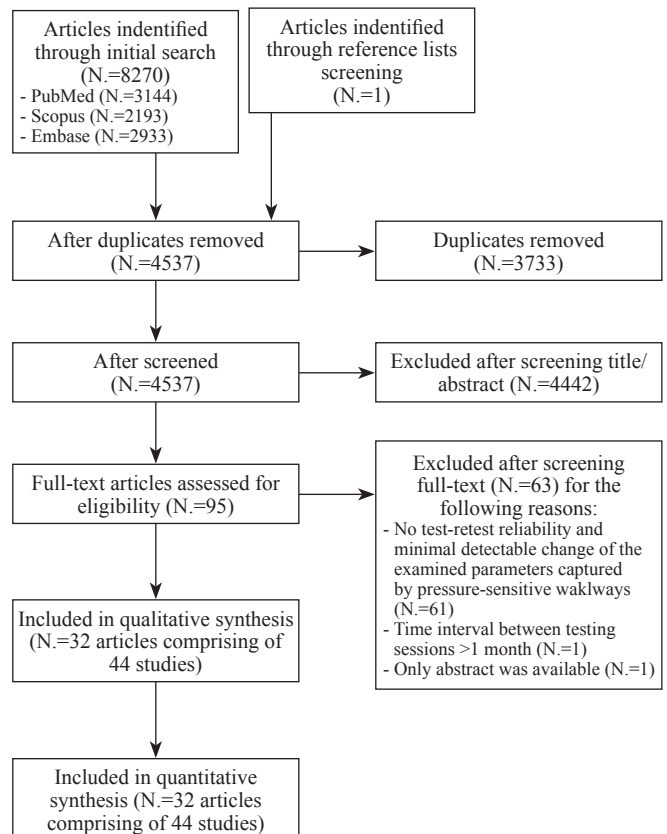 Articles indentified
through initial search
(N.=8270)
- PubMed (N.=3144)
- Scopus (N.=2193)
- Embase (N.=2933)
Articles indentified
through reference lists
screening
(N.=1)
After duplicates removed
(N.=4537)
Duplicates removed
(N.=3733)
After screened
(N.=4537)
Excluded after screening title/
abstract (N.=4442)
Full-text articles assessed for
eligibility (N.=95)
Excluded after screening
full-text (N.=63) for the
following reasons:
- No test-retest reliability and
minimal detectable change of the
examined parameters captured
by pressure-sensitive waklways
(N.=61)
- Time interval between testing
sessions >1 month (N.=1)
- Only abstract was available (N.=1)
Included in qualitative synthesis
(N.=32 articles comprising of
44 studies)
Included in quantitative
synthesis (N.=32 articles
comprising of 44 studies)